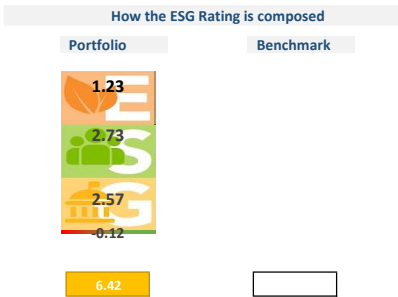 How the ESG Rating is composed
Portfolio Benchmark
1.23
E
2.73
S
2.57
G
-0.12
6.42